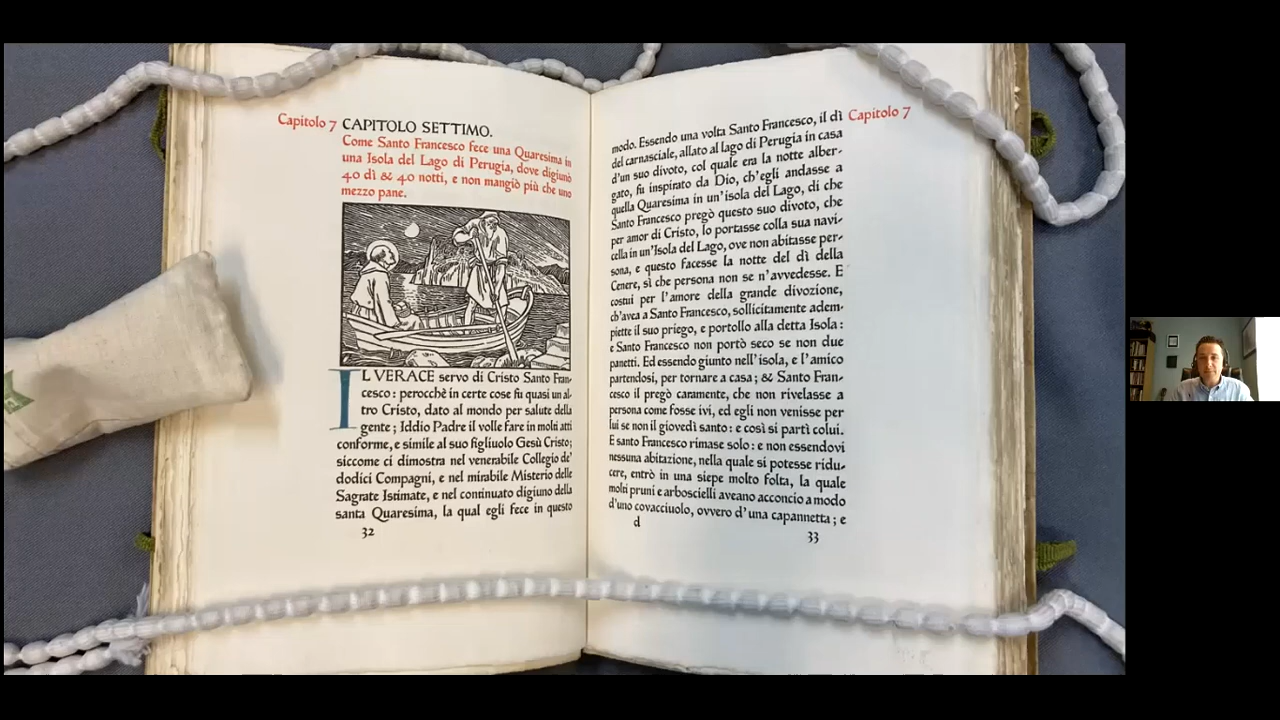 Capitolo 7
CAPITOLO SETTIMO.
Come Santo Francesco fece una Quaresima in
una Isola del Lago di Perugia, dove digiunò
40 dì & 40 notti, e non mangiò più che uno
mezzo pane.
IL VERACE servo di Cristo Santo Fran-
cesco : perocchè in certe cose fu quasi un al-
tro Cristo, dato al mondo per salute della
gente ; Iddio Padre il volle fare in molti atti
conforme, e simile al suo figliuolo Gesù Cristo;
siccome ci dimostra nel venerabile Collegio de'
dodici Compagni, e nel mirabile Misterio delle
Sagrate Istimate, e nel continuato digiuno della
santa Quaresima, la qual egli fece in questo
32
Capitolo 7
modo. Essendo una volta Santo Francesco, il dì
del carnasciale, allato al lago di Perugia in casa
d'un suo divoto, col quale era la notte alber-
gato, fu inspirato da Dio, ch'egli andasse a
quella Quaresima in un'isola del Lago, di che
Santo Francesco pregò questo suo divoto, che
per amor di Cristo, lo portasse colla sua navi-
cella in un'Isola del Lago, ove non abitasse per-
sona, e questo facesse la notte del dì della
Cenere, sì che persona non se n'avvedesse. E
costui per l'amore della grande divozione,
ch'avea a Santo Francesco, sollicitamente adem-
piette il suo priego, e portollo alla detta Isola :
e Santo Francesco non portò seco se non due
panetti. Ed essendo giunto nell'isola, e l'amico
partendosi, per tornare a casa ; & Santo Fran-
cesco il pregò caramente, che non rivelasse a
persona come fosse ivi, ed egli non venisse per
lui se non il giovedì santo : e così si partì colui.
E santo Francesco rimase solo : e non essendovi
nessuna abitazione, nella quale si potesse ridu-
cere, entrò in una siepe molto folta, la quale
molti pruni e arboscielli aveano acconcio a modo
d'uno covacciuolo, ovvero d'una capannetta ; e
d
33